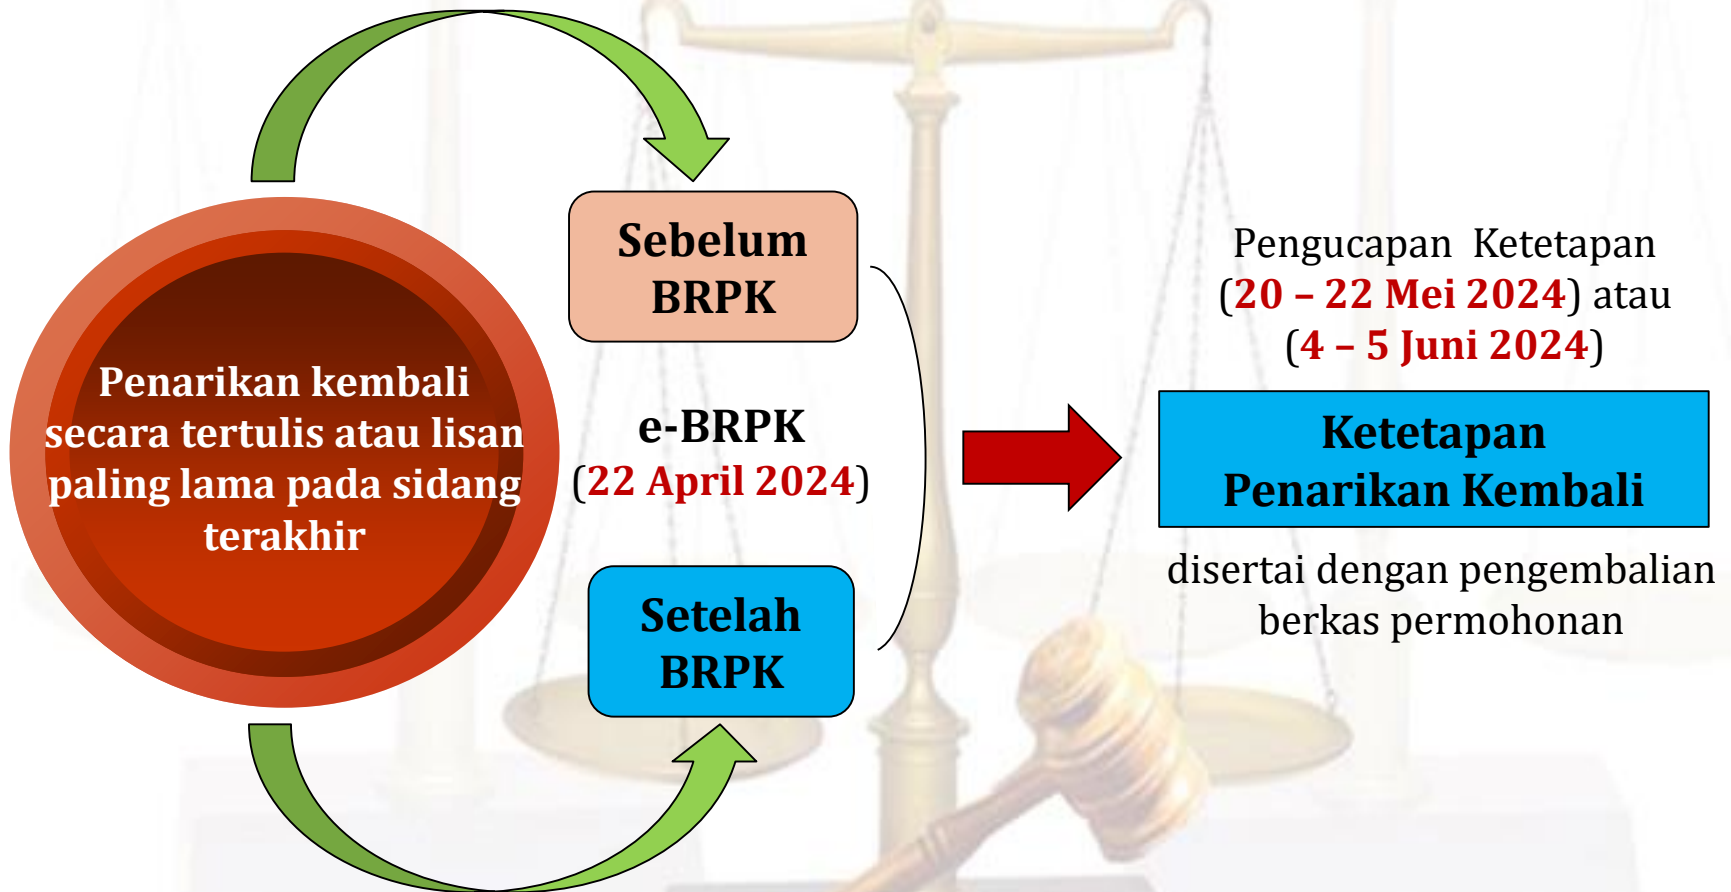 Penarikan kembali
secara tertulis atau lisan
paling lama pada sidang
terakhir
Sebelum
BRPK
e-BRPK
(22 April 2024)
Setelah
BRPK
Pengucapan Ketetapan
(20 – 22 Mei 2024) atau
(4 – 5 Juni 2024)
Ketetapan
Penarikan Kembali
disertai dengan pengembalian
berkas permohonan